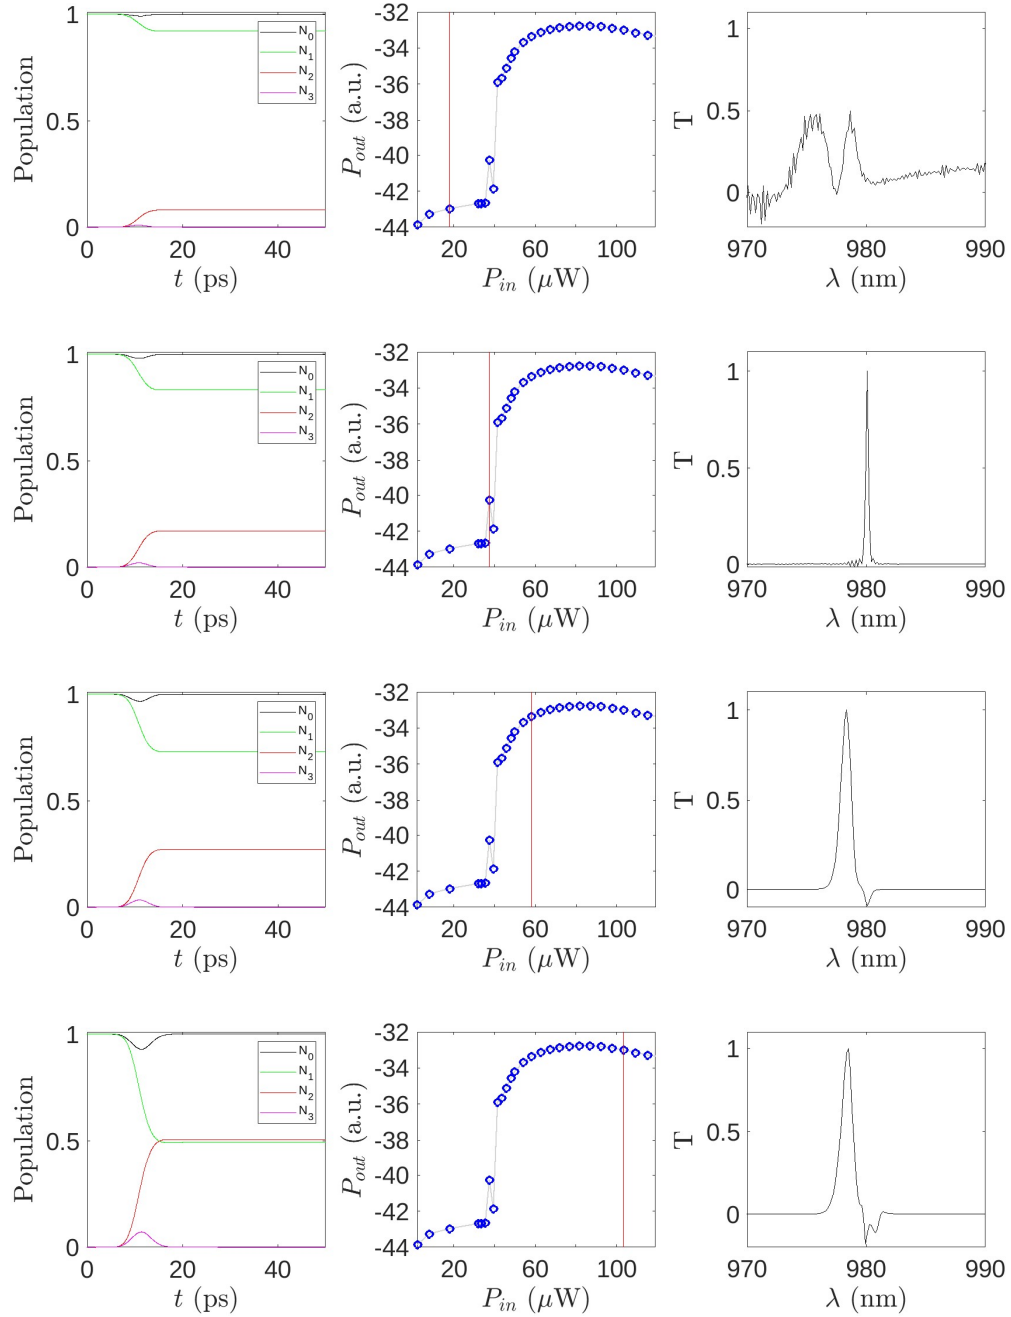 1
0.5
0
Population
0
20
40
t (ps)
N0
N1
N2
N3
-32
-34
-36
-38
-40
-42
-44
Pout (a.u.)
20
60
100
Pin (μW)
1
0.5
0
T
970
980
990
λ (nm)
1
0.5
0
Population
0
20
40
t (ps)
N0
N1
N2
N3
-32
-34
-36
-38
-40
-42
-44
Pout (a.u.)
20
60
100
Pin (μW)
1
0.5
0
T
970
980
990
λ (nm)
1
0.5
0
Population
0
20
40
t (ps)
N0
N1
N2
N3
-32
-34
-36
-38
-40
-42
-44
Pout (a.u.)
20
60
100
Pin (μW)
1
0.5
0
T
970
980
990
λ (nm)
1
0.5
0
Population
0
20
40
t (ps)
N0
N1
N2
N3
-32
-34
-36
-38
-40
-42
-44
Pout (a.u.)
20
60
100
Pin (μW)
1
0.5
0
T
970
980
990
λ (nm)